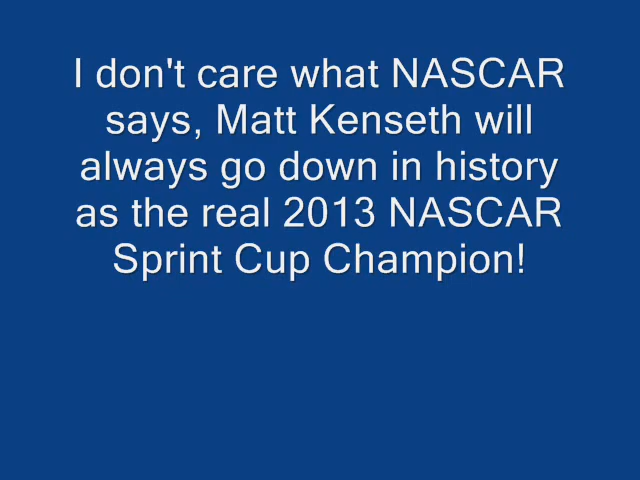 I don't care what NASCAR
says, Matt Kenseth will
always go down in history
as the real 2013 NASCAR
Sprint Cup Champion!